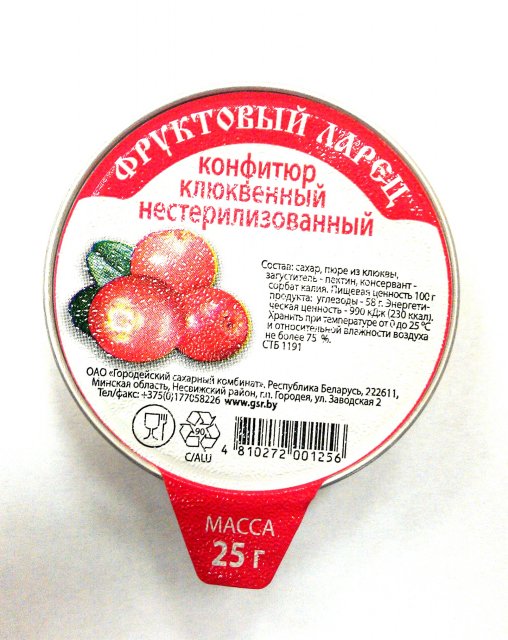 ФРУКТОВЫЙ ЛАРЕЦ
КОНФИТЮР
КЛЮКВЕННЫЙ
НЕСТЕРИЛИЗОВАННЫЙ
Состав: сахар, пюре из клюквы,
загуститель - пектин, консервант -
сорбат калия. Пищевая ценность 100 г
продукта: углеводы - 58 г. Энергети-
ческая ценность - 990 кДж (230 ккал).
Хранить при температуре от 0 до 25 °С
и относительной влажности воздуха
не более 75 %.
СТБ 1191
ОАО «Городейский сахарный комбинат», Республика Беларусь, 222611,
Минская область, Несвижский район, г.п. Городея, ул. Заводская 2
Тел/факс: +375(0)177058226 www.gsr.by
90
C/ALU
4 810272 001256
МАССА
25 г